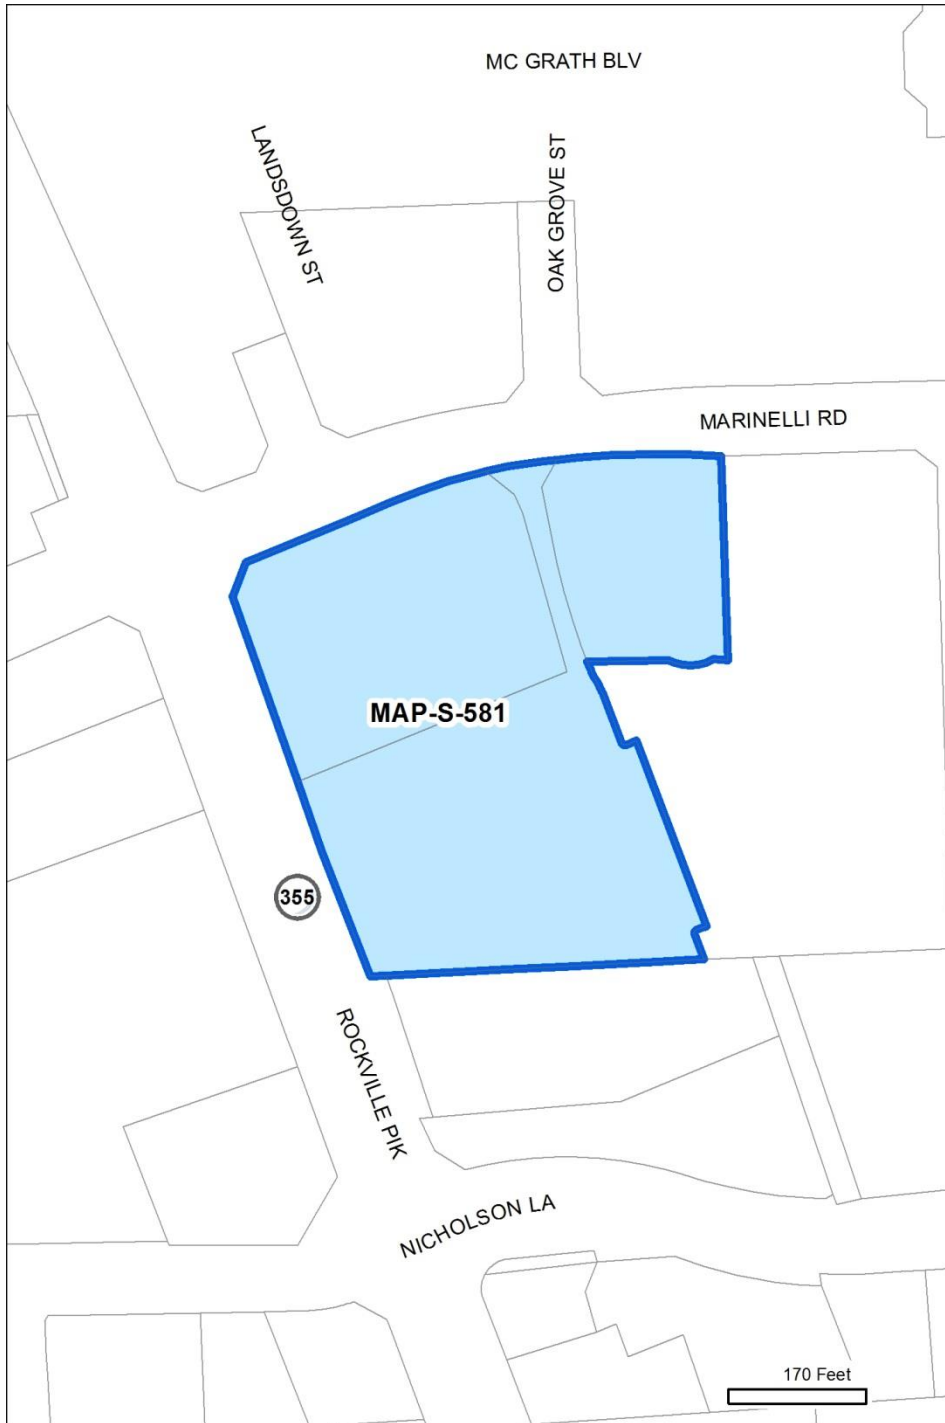 MC GRATH BLV
LANDSDOWN ST
OAK GROVE ST
MARINELLI RD
MAP-S-581
355
ROCKVILLE PIK
NICHOLSON LA
170 Feet